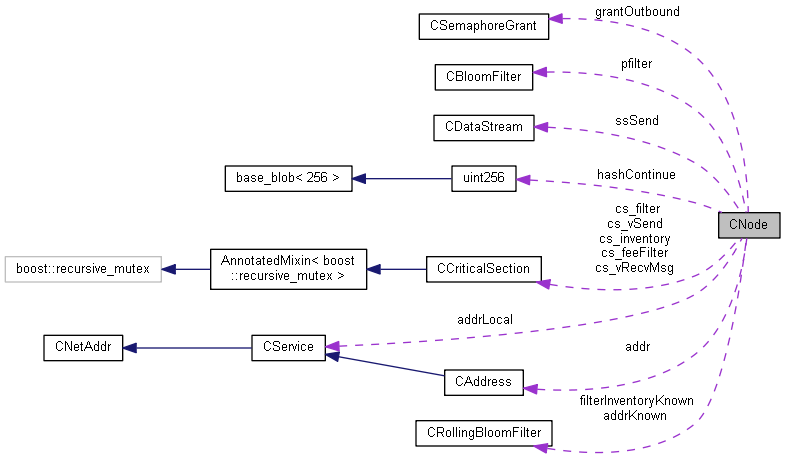 grantOutbound
CSemaphoreGrant
pfilter
CBloomFilter
ssSend
CDataStream
hashContinue
base_blob< 256 >
uint256
CNode
cs_filter
cs_vSend
cs_inventory
cs_feeFilter
cs_vRecvMsg
boost::recursive_mutex
AnnotatedMixin< boost
::recursive_mutex >
CCriticalSection
addrLocal
CNetAddr
CService
addr
CAddress
filterInventoryKnown
addrKnown
CRollingBloomFilter